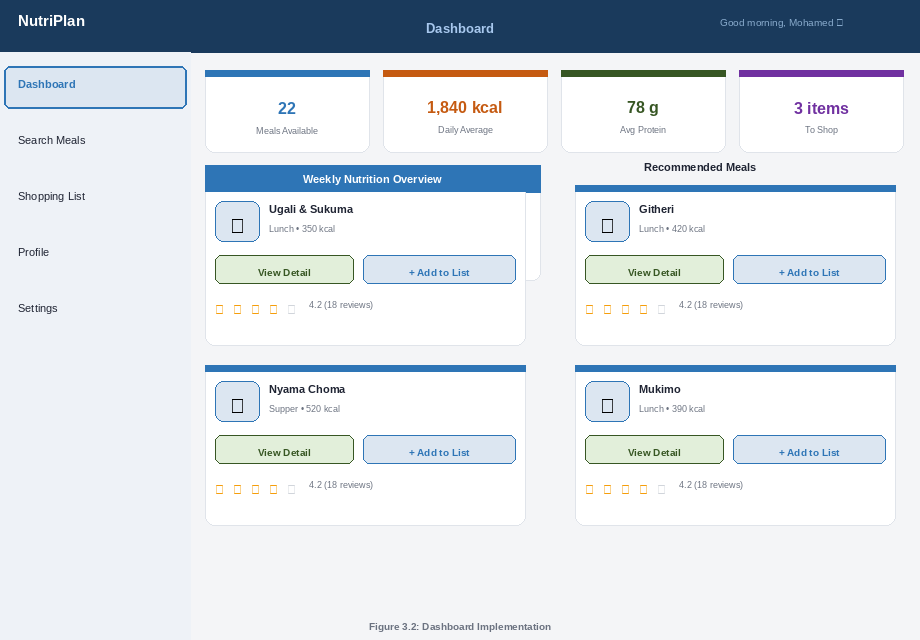 NutriPlan
Dashboard
Good morning, Mohamed
Dashboard
Search Meals
Shopping List
Profile
Settings
22
Meals Available
1,840 kcal
Daily Average
78 g
Avg Protein
3 items
To Shop
Weekly Nutrition Overview
Recommended Meals
Ugali & Sukuma
Lunch • 350 kcal
View Detail
+ Add to List
4.2 (18 reviews)
Githeri
Lunch • 420 kcal
View Detail
+ Add to List
4.2 (18 reviews)
Nyama Choma
Supper • 520 kcal
View Detail
+ Add to List
4.2 (18 reviews)
Mukimo
Lunch • 390 kcal
View Detail
+ Add to List
4.2 (18 reviews)
Figure 3.2: Dashboard Implementation